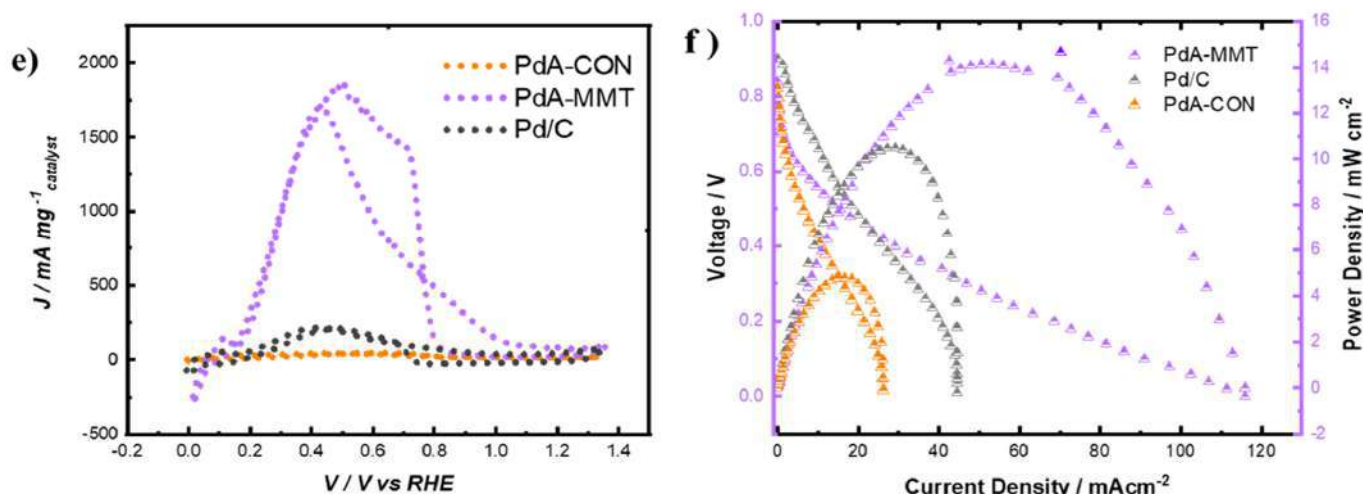 e)
J / mA mg⁻¹ catalyst
2000
1500
1000
500
0
-500
-0.2 0.0 0.2 0.4 0.6 0.8 1.0 1.2 1.4
V / V vs RHE
PdA-CON
PdA-MMT
Pd/C
f )
Voltage / V
1.0
0.8
0.6
0.4
0.2
0.0
0 20 40 60 80 100 120
Current Density / mAcm⁻²
PdA-MMT
Pd/C
PdA-CON
16
14
12
10
8
6
4
2
0
-2
Power Density / mW cm⁻²